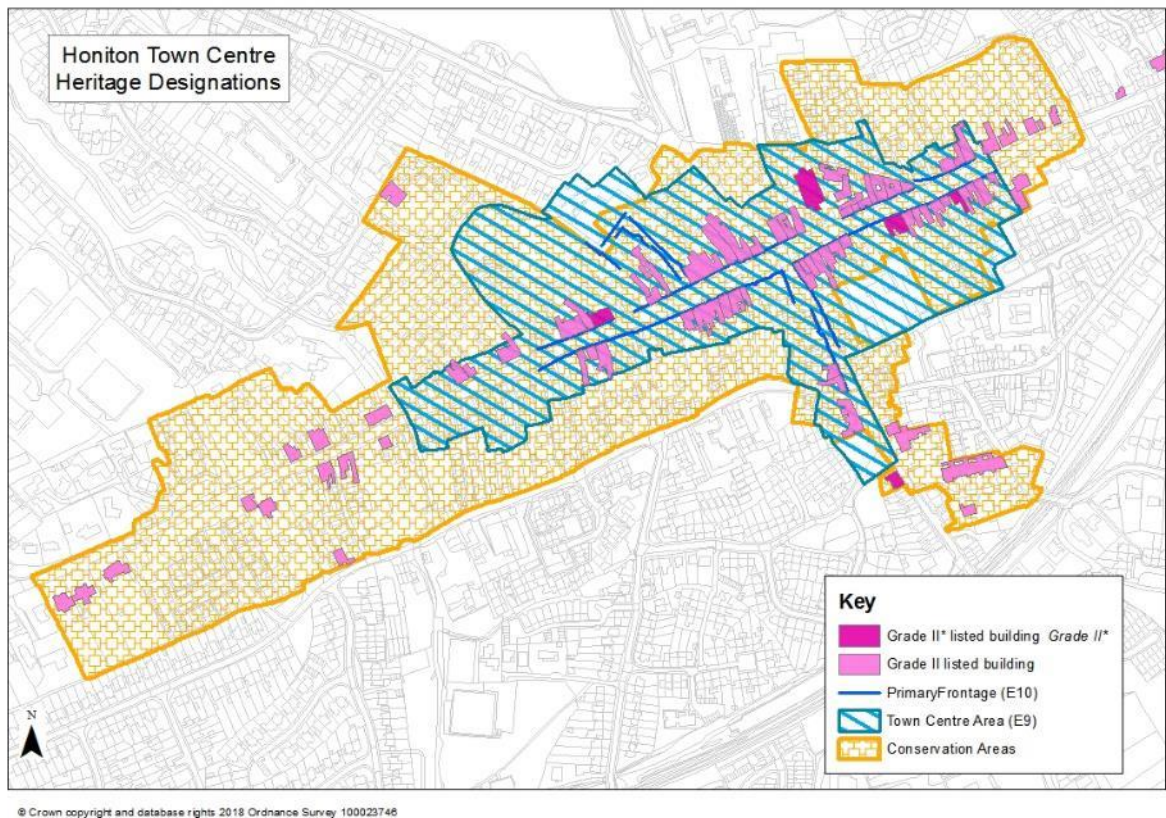 Honiton Town Centre
Heritage Designations
N
Key
Grade II* listed building Grade II*
Grade II listed building
PrimaryFrontage (E10)
Town Centre Area (E9)
Conservation Areas
© Crown copyright and database rights 2018 Ordnance Survey 100023746